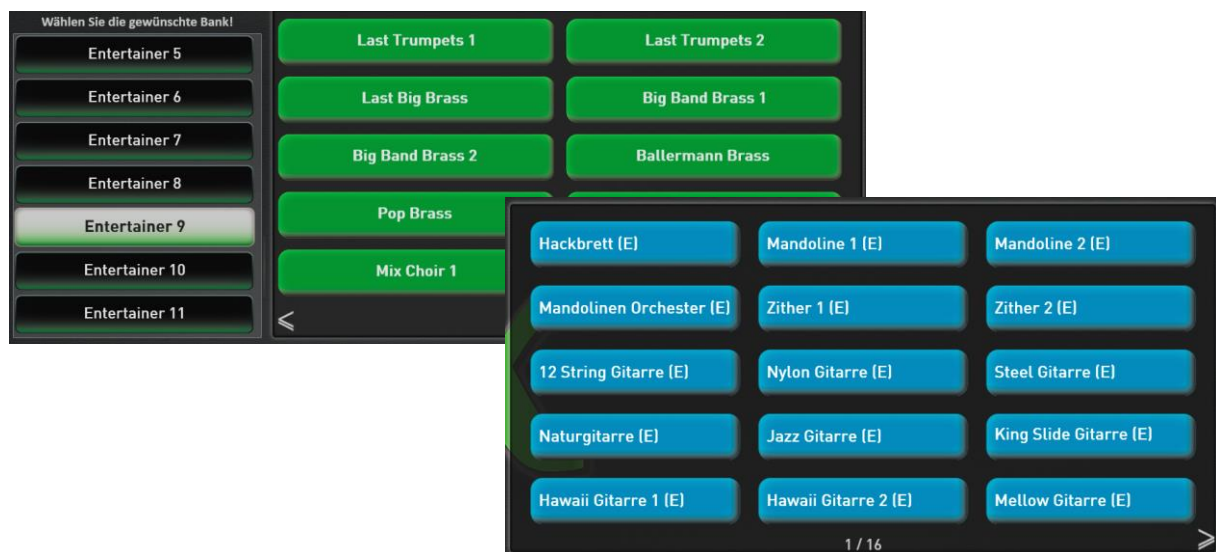 Wählen Sie die gewünschte Bank!
Entertainer 5
Entertainer 6
Entertainer 7
Entertainer 8
Entertainer 9
Entertainer 10
Entertainer 11
Last Trumpets 1
Last Trumpets 2
Last Big Brass
Big Band Brass 1
Big Band Brass 2
Ballermann Brass
Pop Brass
Mix Choir 1
Hackbrett (E)
Mandoline 1 (E)
Mandoline 2 (E)
Mandolinen Orchester (E)
Zither 1 (E)
Zither 2 (E)
12 String Gitarre (E)
Nylon Gitarre (E)
Steel Gitarre (E)
Naturgitarre (E)
Jazz Gitarre (E)
King Slide Gitarre (E)
Hawaii Gitarre 1 (E)
Hawaii Gitarre 2 (E)
Mellow Gitarre (E)
1 / 16